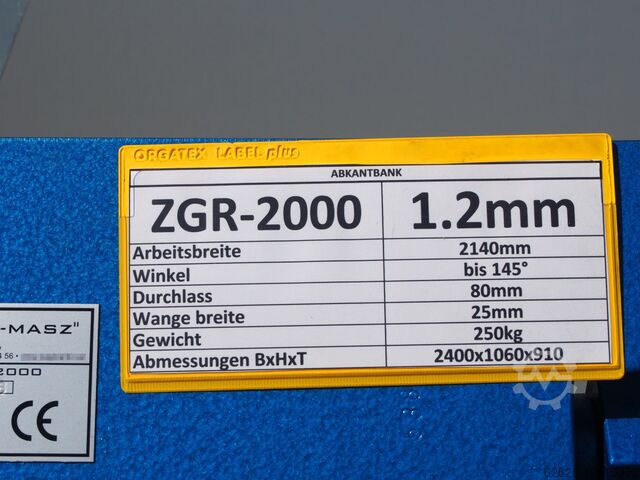 ORGATEX LABEL plus
ABKANTBANK
ZGR-2000 1.2mm
Arbeitsbreite 2140mm
Winkel bis 145°
Durchlass 80mm
Wange breite 25mm
Gewicht 250kg
Abmessungen BxHxT 2400x1060x910
-MASZ"
2000
CE